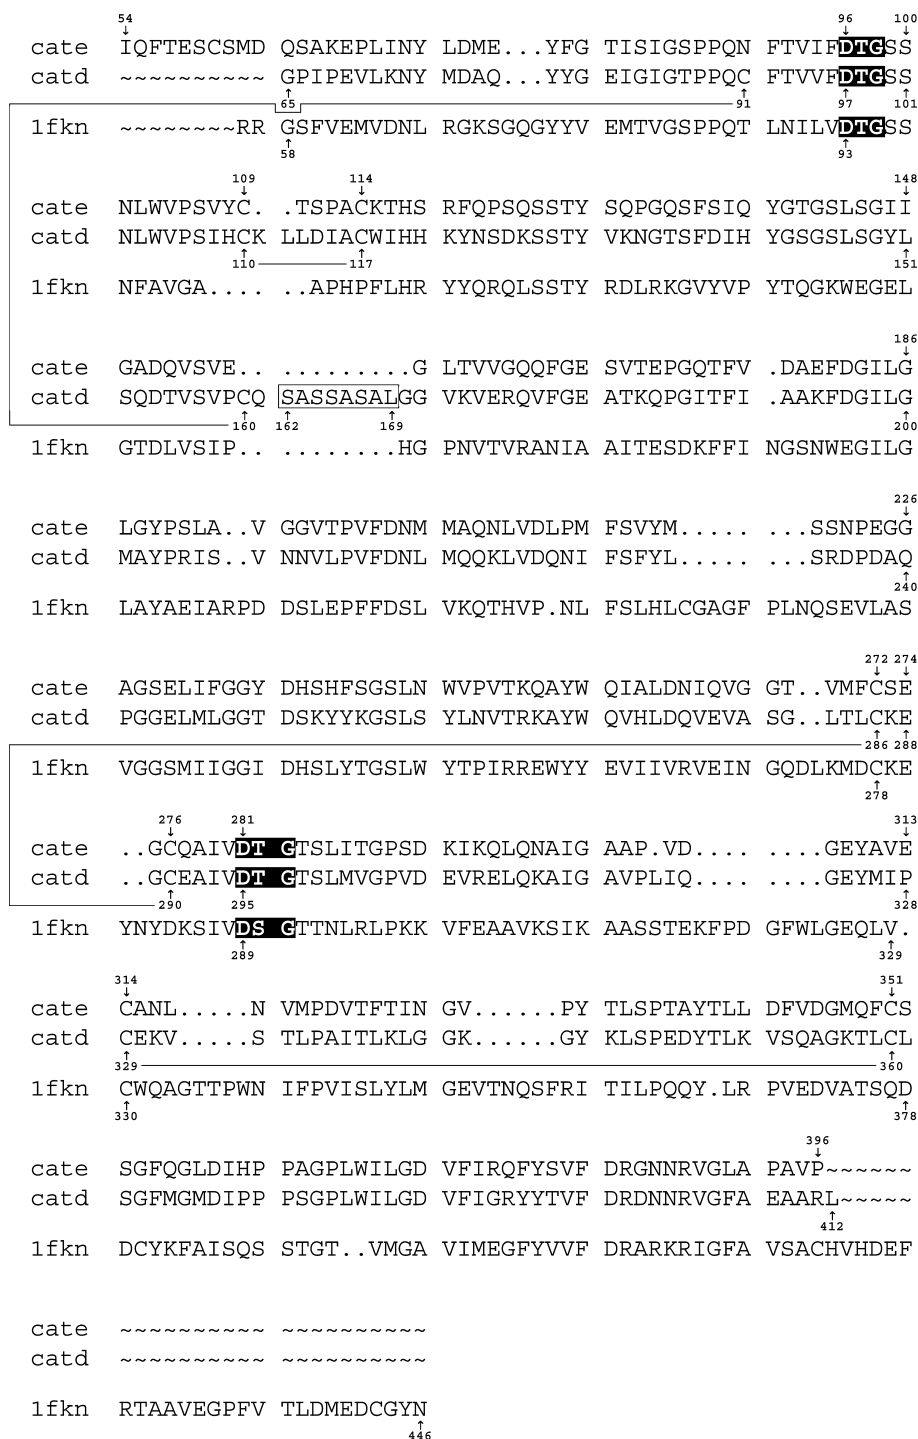 54 96 100
cate IQFTESCSMD QSAKEPLINY LDME...YFG TISIGSPPQN FTVIFDTGSS
catd ~~~~~~~~~~ GPIPEVLKNY MDAQ...YYG EIGIGTPPQC FTVVFDTGSS
65 91 97 101
1fkn ~~~~~~~~RR GSFVEMVDNL RGKSGQGYYV EMTVGSPPQT LNILVDTGSS
58 93
109 114 148
cate NLWVPSVYC. .TSPACKTHS RFQPSQSSTY SQPGQSFSIQ YGTGSLSGII
catd NLWVPSIHCK LLDIACWIHH KYNSDKSSTY VKNGTSFDIH YGSGSLSGYL
110 117 151
1fkn NFAVGA.... .APHPFLHR YYQRQLSSTY RDLRKGVYVP YTQGKWEGEL
186
cate GADQVSVE.. .........G LTVVGQQFGE SVTEPGQTFV .DAEFDGILG
catd SQDTVSVPCQ SASSASALGG VKVERQVFGE ATKQPGITFI .AAKFDGILG
160 162 169 200
1fkn GTDLVSIP.. ........HG PNVTVRANIA AITESDKFFI NGSNWEGILG
226
cate LGYPSLA..V GGVTPVFDNM MAQNLVDLPM FSVYM..... ...SSNPEGG
catd MAYPRIS..V NNVLPVFDNL MQQKLVDQNI FSFYL..... ...SRDPDAQ
240
1fkn LAYAEIARPD DSLEPFFDSL VKQTHVP.NL FSLHLCGAGF PLNQSEVLAS
272 274
cate AGSELIFGGY DHSHFSGSLN WVPVTKQAYW QIALDNIQVG GT..VMFCSE
catd PGGELMLGGT DSKYYKGSLS YLNVTRKAYW QVHLDQVEVA SG..LTLCKE
286 288
1fkn VGGSMIIGGI DHSLYTGSLW YTPIRREWYY EVIIVRVEIN GQDLKMDCKE
278
276 281 313
cate ..GCQAIVDT GTSLITGPSD KIKQLQNAIG AAP.VD.... .....GEYAVE
catd ..GCEAIVDT GTSLMVGPVD EVRELQKAIG AVPLIQ.... .....GEYMIP
290 295 328
1fkn YNYDKSIVDS GTTNLRLPKK VFEAAVKSIK AASSTEKFPD GFWLGEQLV.
289 329
314 351
cate CANL.....N VMPDVTFTIN GV......PY TLSPTAYTLL DFVDGMQFCS
catd CEKV.....S TLPAITLKLG GK......GY KLSPEDYTLK VSQAGKTLCL
329 360
1fkn CWQAGTTPWN IFPVISLYLM GEVTNQSFRI TILPQQY.LR PVEDVATSQD
330 378
396
cate SGFQGLDIHP PAGPLWILGD VFIRQFYSVF DRGNNRVGLA PAVP~~~~~~
catd SGFMGMDIPP PSGPLWILGD VFIGRYYTVF DRDNNRVGFA EAARL~~~~~
412
1fkn DCYKFAISQS STGT..VMGA VIMEGFYVVF DRARKRIGFA VSACHVHDEF
cate ~~~~~~~~~~ ~~~~~~~~~~
catd ~~~~~~~~~~ ~~~~~~~~~~
1fkn RTAAVEGPFV TLDMEDCGYN
446